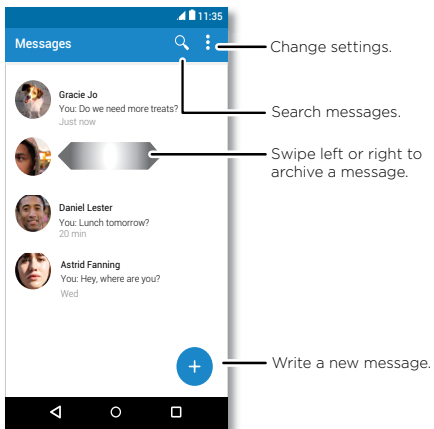 11:35
Messages
Change settings.
Gracie Jo
You: Do we need more treats?
Just now
Search messages.
Swipe left or right to
archive a message.
Daniel Lester
You: Lunch tomorrow?
20 min
Astrid Fanning
You: Hey, where are you?
Wed
+
Write a new message.